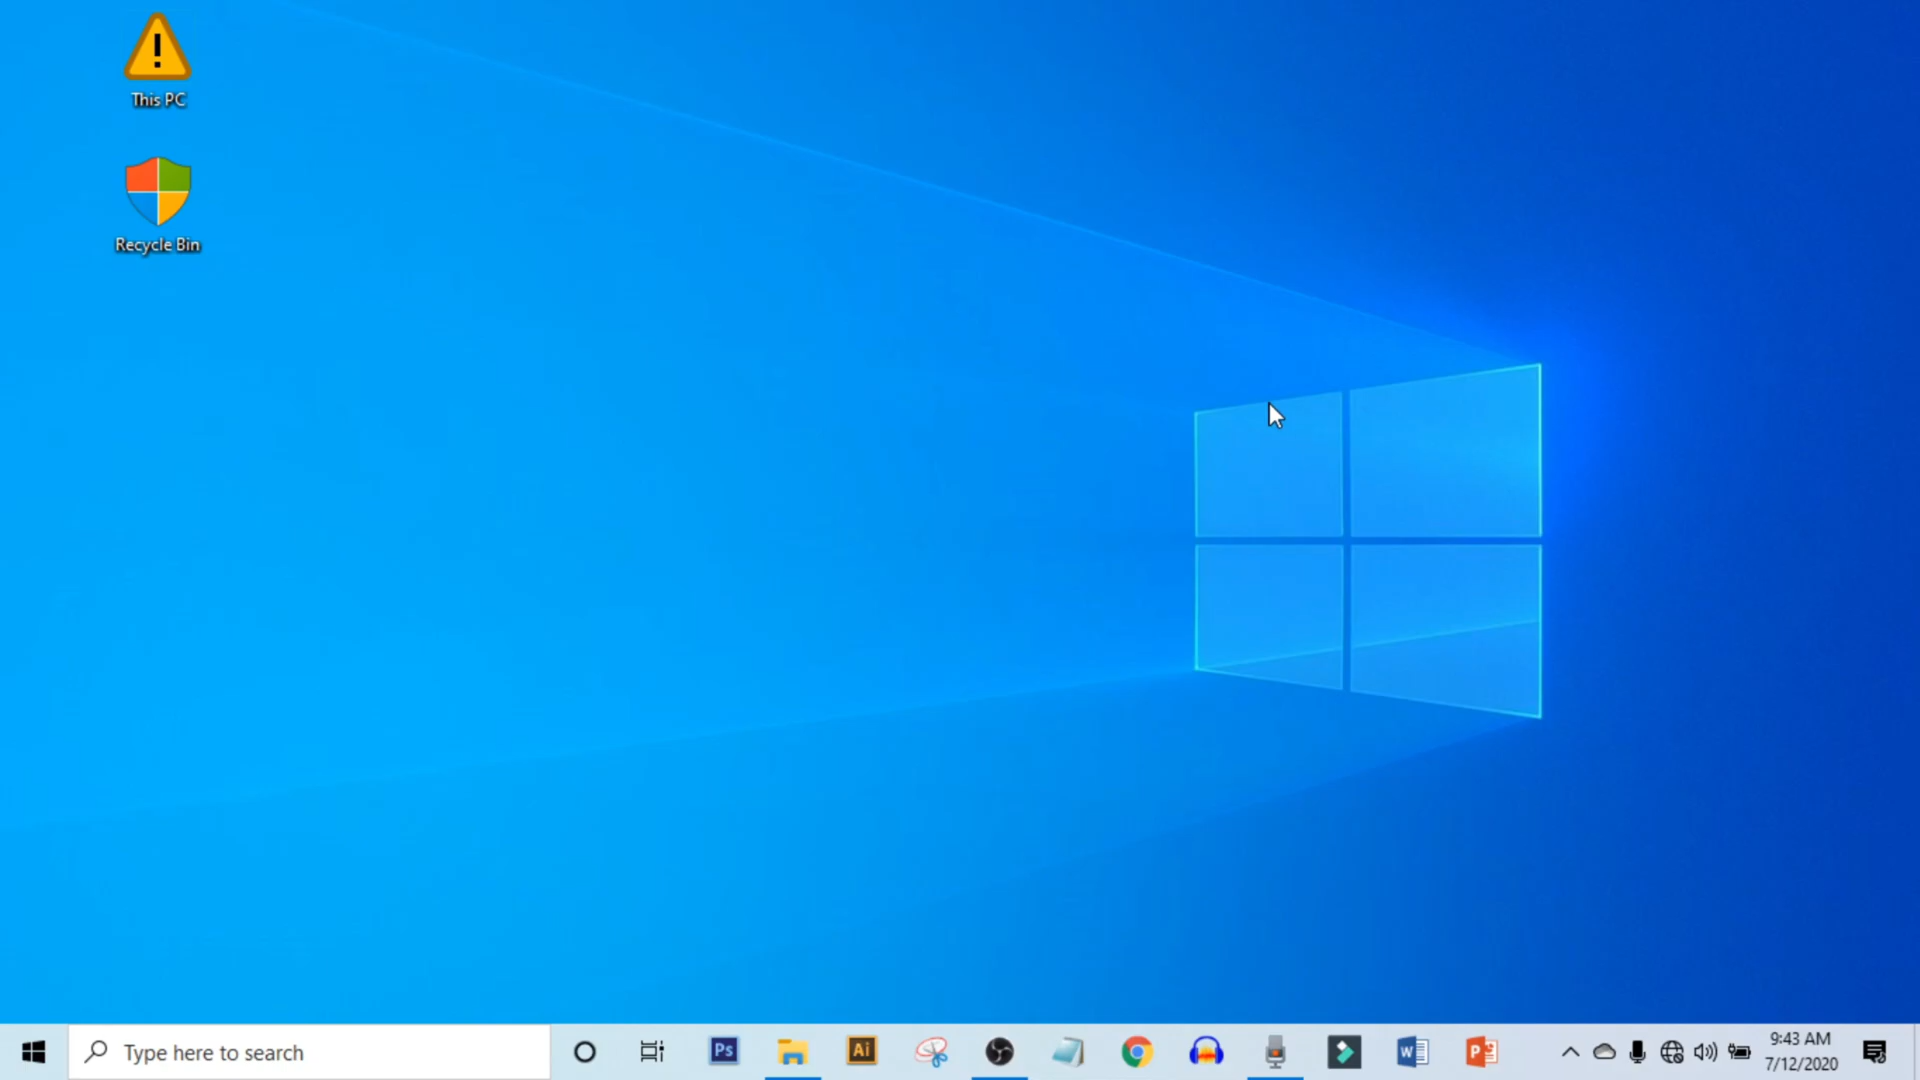 This PC
Recycle Bin
Type here to search
Ps
Ai
W
P
9:43 AM
7/12/2020